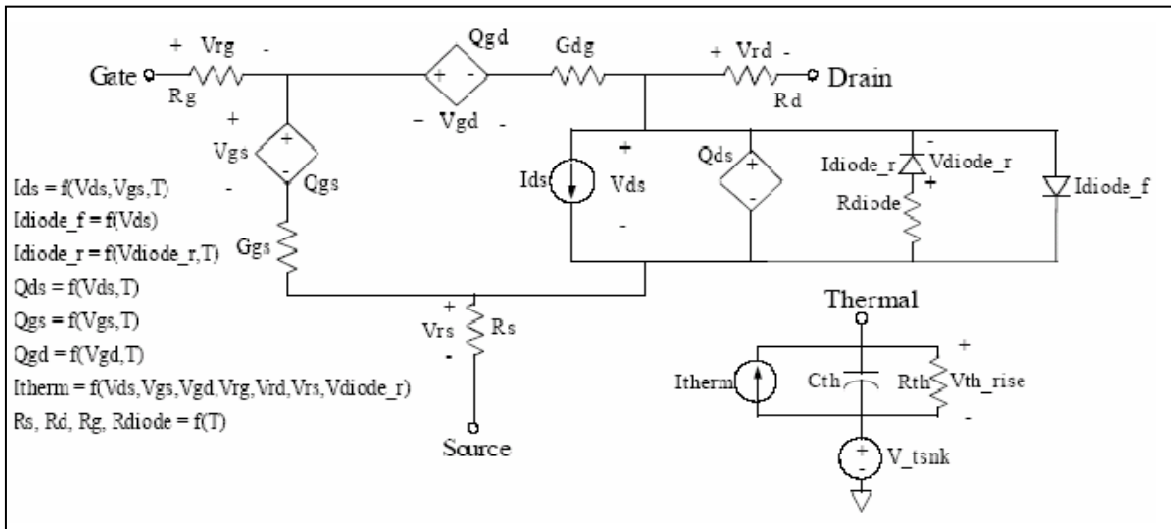 + Vrg -
Qgd
Gdg
+ Vrd -
Gate
Rg
+ -
- Vgd -
Rd
Drain
+
Vgs
-
+
-
Qgs
Ggs
Ids
+
Vds
-
Qds
+
-
Idiode_r
-
Vdiode_r
+
Rdiode
Idiode_f
Ids = f(Vds,Vgs,T)
Idiode_f = f(Vds)
Idiode_r = f(Vdiode_r,T)
Qds = f(Vds,T)
Qgs = f(Vgs,T)
Qgd = f(Vgd,T)
Itherm = f(Vds,Vgs,Vgd,Vrg,Vrd,Vrs,Vdiode_r)
Rs, Rd, Rg, Rdiode = f(T)
+
Vrs
-
Rs
Source
Thermal
Itherm
Cth
Rth
+
Vth_rise
-
+
-
V_tsnk